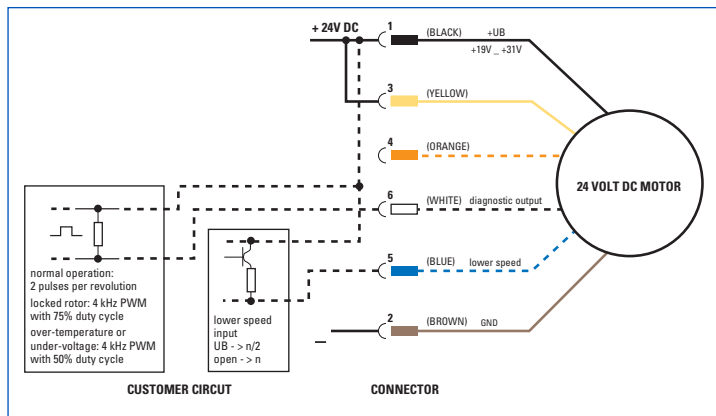 + 24V DC
1
(BLACK) +UB
+19V _ +31V
3
(YELLOW)
4
(ORANGE)
24 VOLT DC MOTOR
6
(WHITE) diagnostic output
5
(BLUE) lower speed
2
(BROWN) GND
–
normal operation:
2 pulses per revolution
locked rotor: 4 kHz PWM
with 75% duty cycle
over-temperature or
under-voltage: 4 kHz PWM
with 50% duty cycle
lower speed
input
UB - > n/2
open - > n
CUSTOMER CIRCUT
CONNECTOR